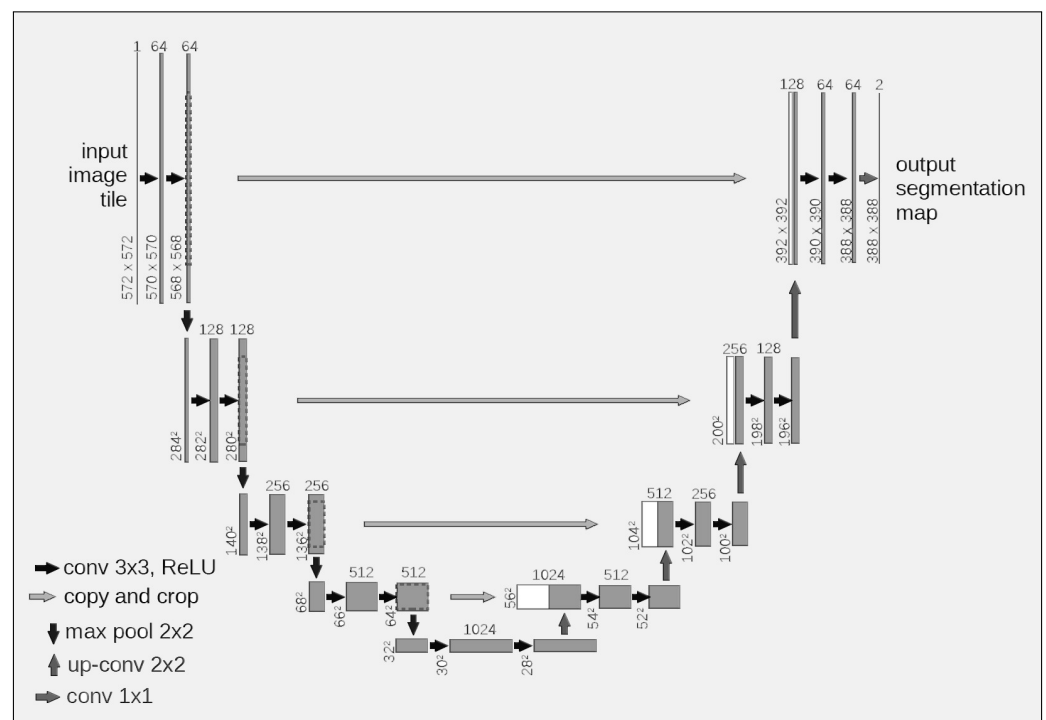 1 64 64
128 64 64 2
input
image
tile
output
segmentation
map
572 x 572
570 x 570
568 x 568
392 x 392
390 x 390
388 x 388
388 x 388
128 128
256 128
284²
282²
280²
200²
198²
196²
256 256
512 256
140²
138²
136²
104²
102²
100²
512 512
1024 512
68²
66²
64²
56²
54²
52²
1024
32²
30²
28²
conv 3x3, ReLU
copy and crop
max pool 2x2
up-conv 2x2
conv 1x1